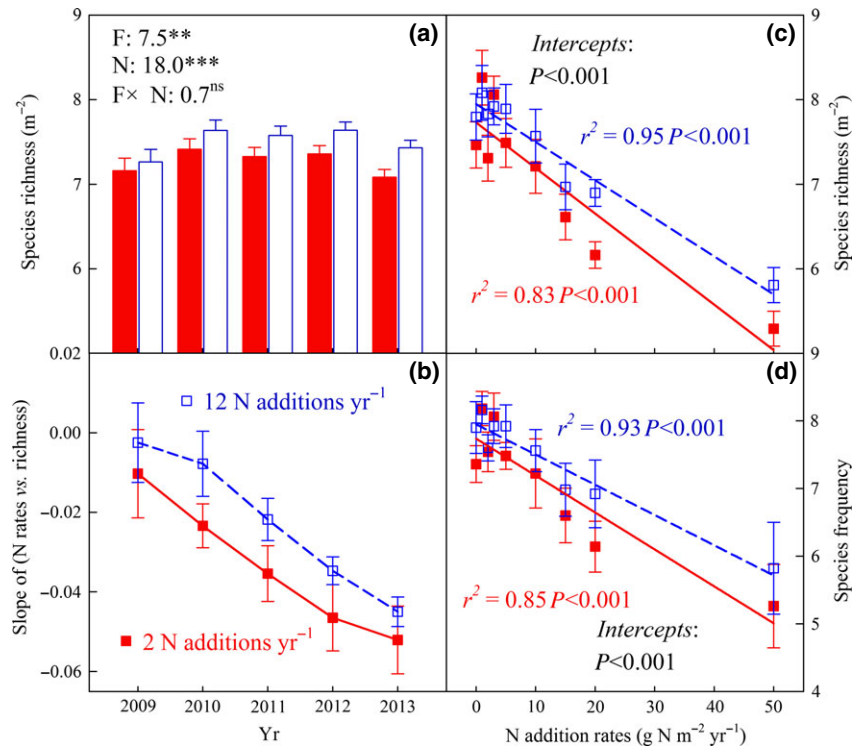 (a)
F: 7.5**
N: 18.0***
F× N: 0.7ns
Species richness (m−2)
9
8
7
6
(c)
Intercepts:
P<0.001
r2 = 0.95 P<0.001
r2 = 0.83 P<0.001
9
8
7
6
9
Species richness (m−2)
(b)
12 N additions yr−1
2 N additions yr−1
Slope of (N rates vs. richness)
0.02
0.00
−0.02
−0.04
−0.06
2009
2010
2011
2012
2013
Yr
(d)
r2 = 0.93 P<0.001
r2 = 0.85 P<0.001
Intercepts:
P<0.001
8
7
6
5
4
Species frequency
0
10
20
30
40
50
N addition rates (g N m−2 yr−1)